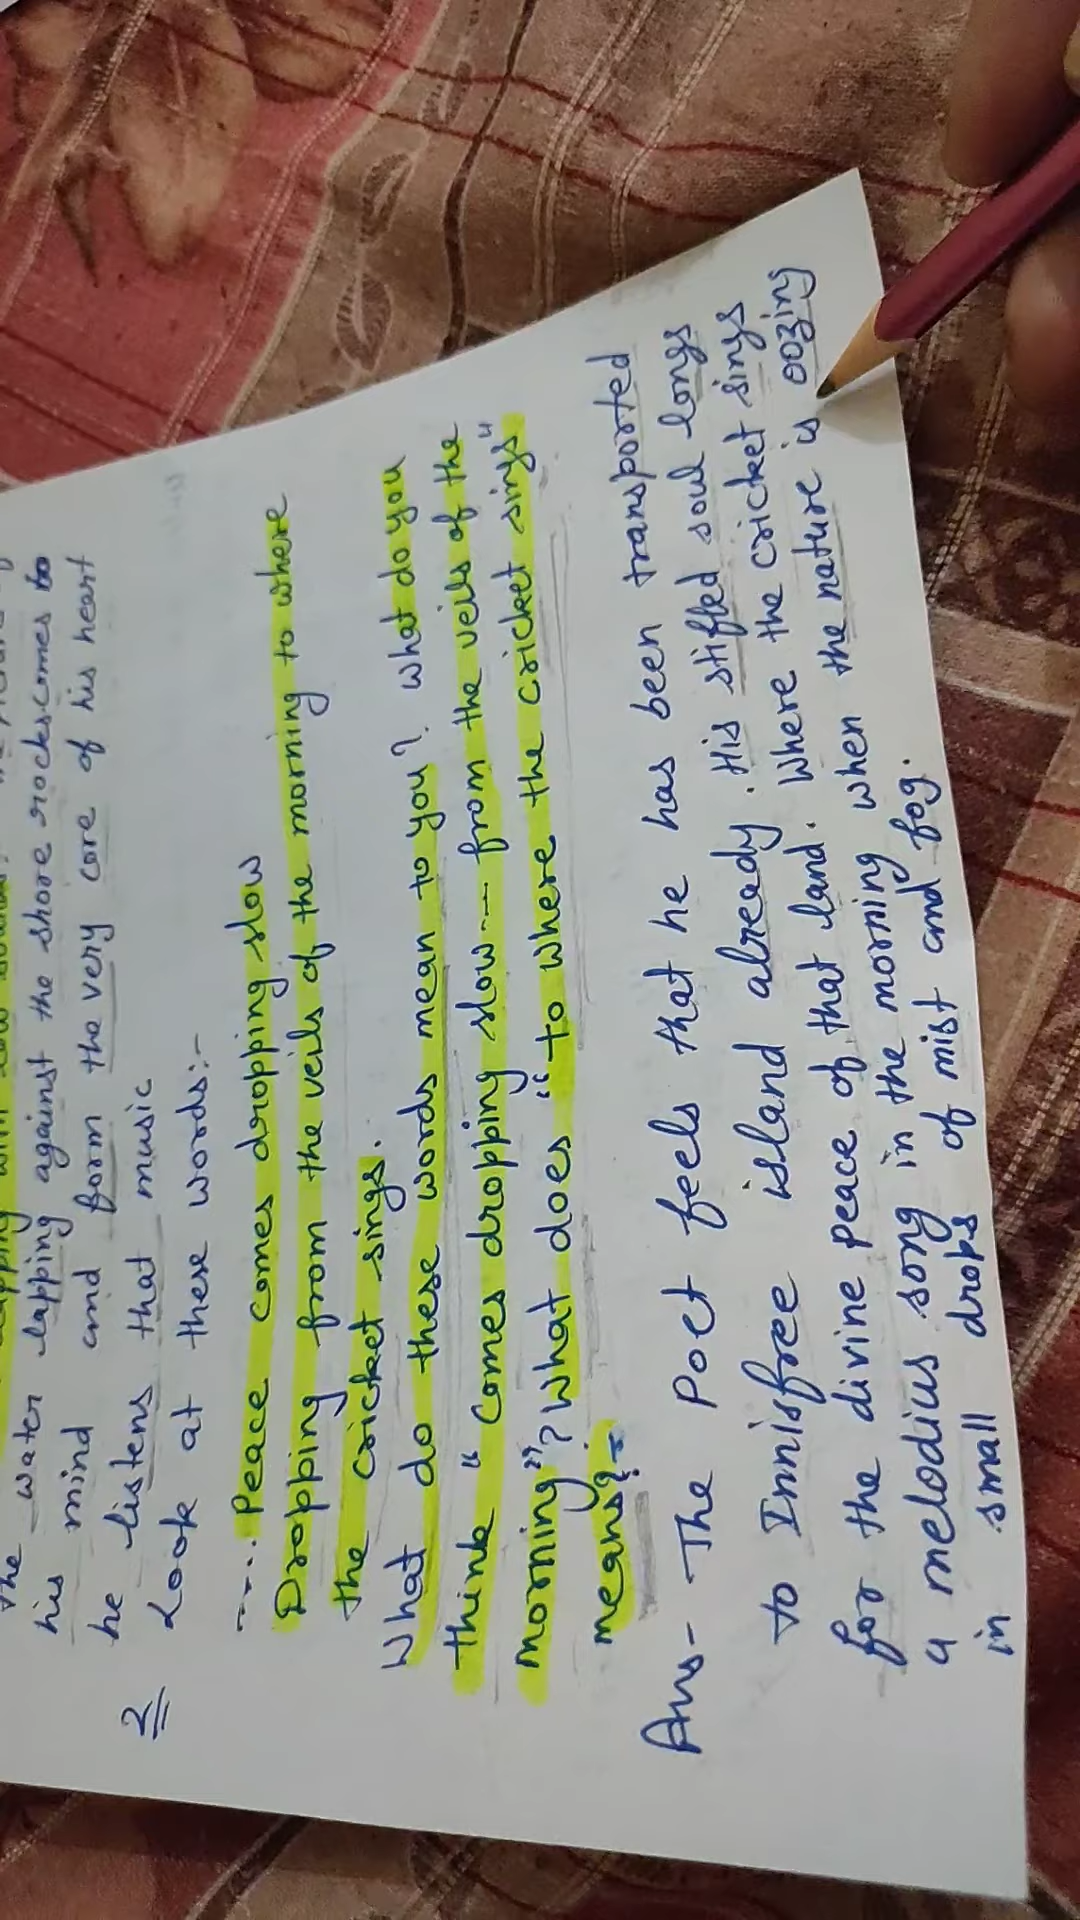 The water lapping against the shore rockscomes to
his mind and form the very core of his heart
he listens that music
2 Look at these words:-
.... Peace comes dropping slow
Dropping from the veils of the morning to where
the cricket sings.
What do these words mean to you? What do you
think "comes dropping slow -- from the veils of the
morning"? What does "to where the cricket sings"
means?-
Ans- The Poet feels that he has been transported
to Innisfree island already. His stifled soul longs
for the divine peace of that land. Where the cricket sings
a melodius song in the morning when the nature is oozing
in small drops of mist and fog.